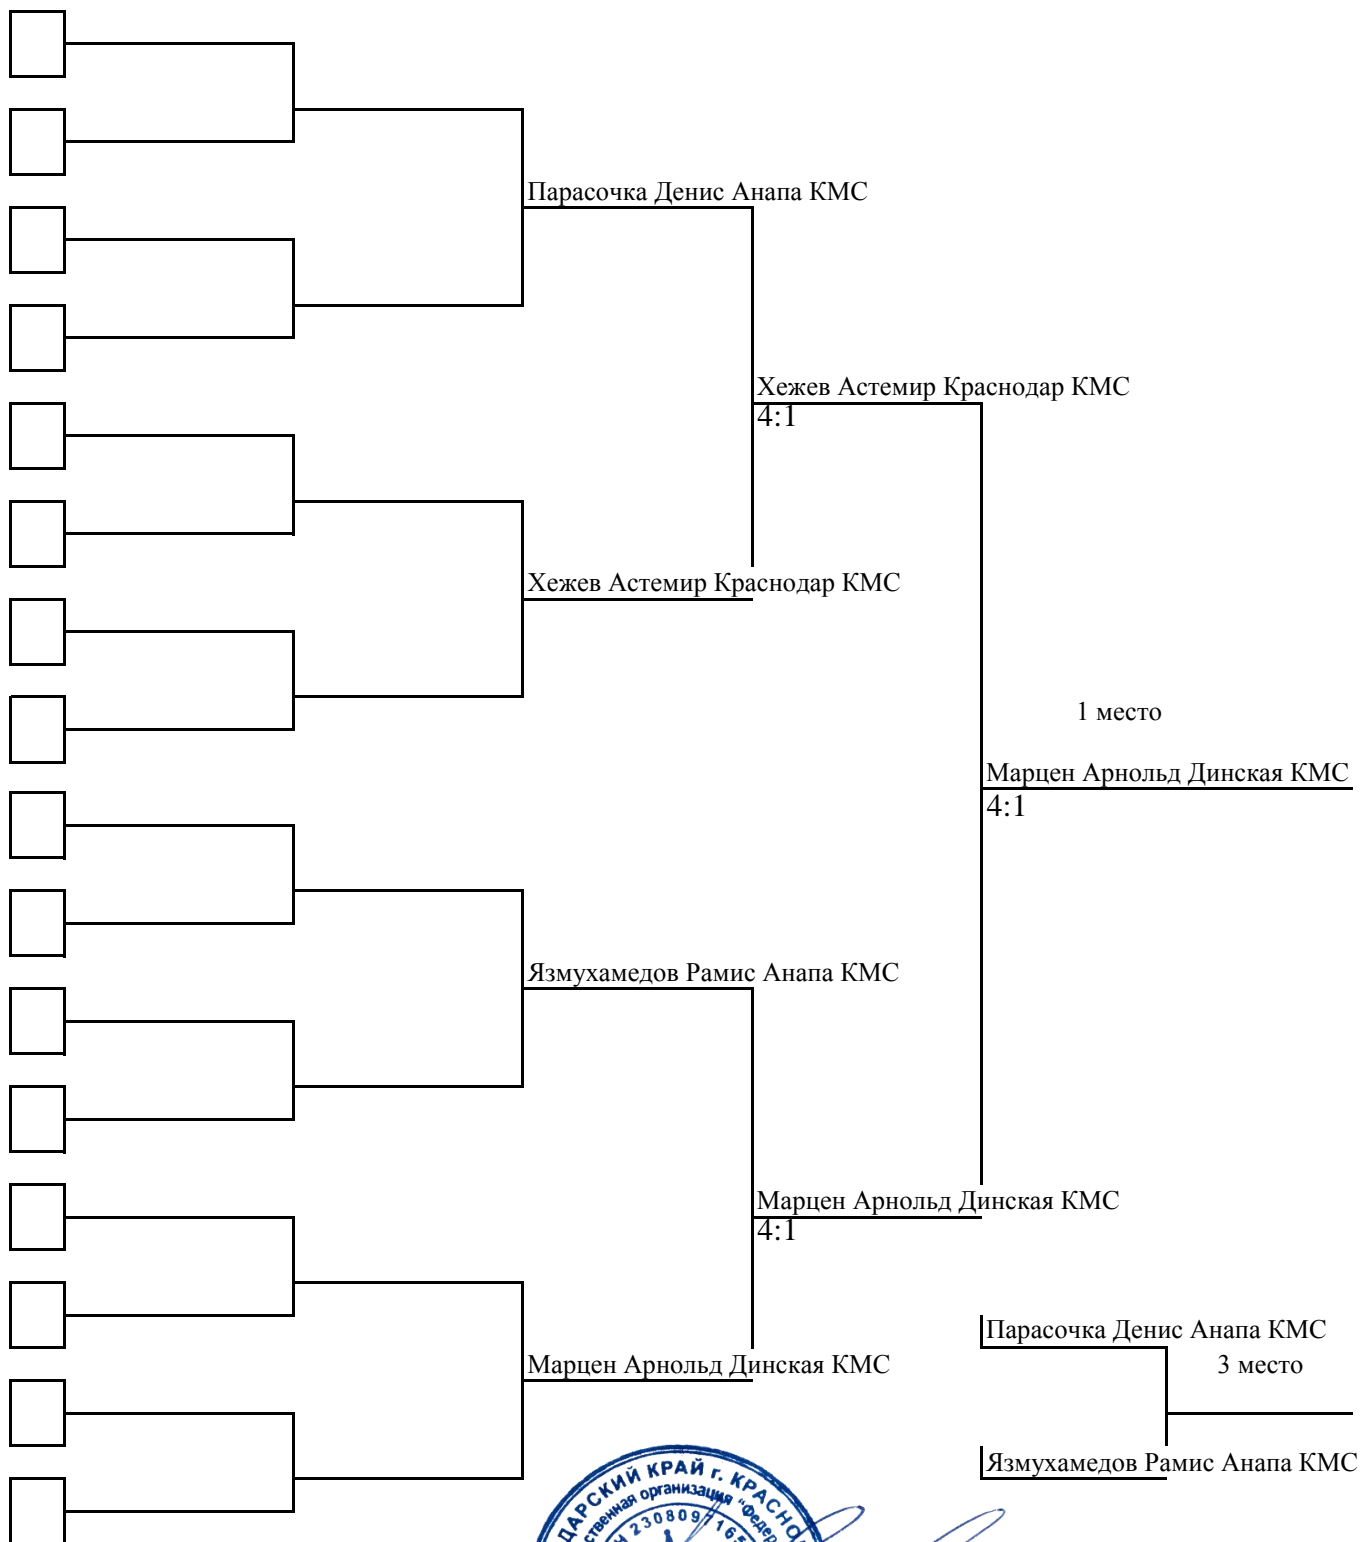 Парасочка Денис Анапа КМС
Хежев Астемир Краснодар КМС
4:1
Хежев Астемир Краснодар КМС
1 место
Марцен Арнольд Динская КМС
4:1
Язмухамедов Рамис Анапа КМС
Марцен Арнольд Динская КМС
4:1
Парасочка Денис Анапа КМС
Марцен Арнольд Динская КМС
3 место
Язмухамедов Рамис Анапа КМС
КРАЙ г.
организация